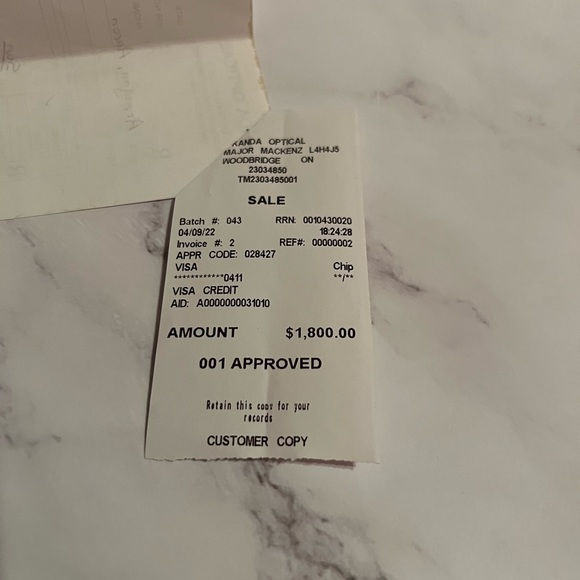 KANDA OPTICAL
MAJOR MACKENZ L4H4J5
WOODBRIDGE ON
23034850
TM2303485001
SALE
Batch #: 043 RRN: 0010430020
04/09/22 18:24:28
Invoice #: 2 REF#: 00000002
APPR CODE: 028427
VISA Chip
************0411 **/**
VISA CREDIT
AID: A0000000031010
AMOUNT $1,800.00
001 APPROVED
Retain this copy for your
records
CUSTOMER COPY